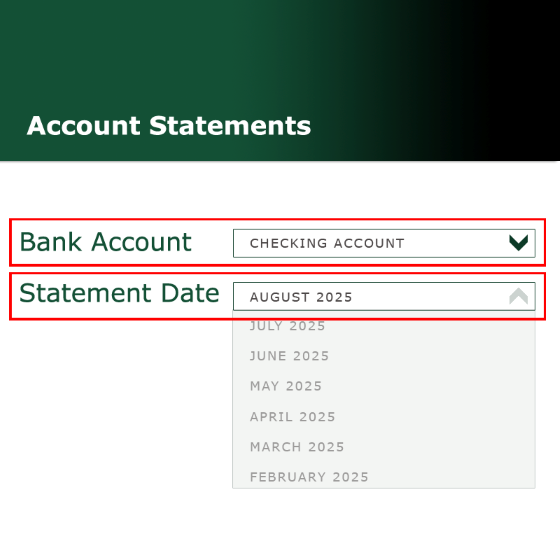 Account Statements
Bank Account CHECKING ACCOUNT
Statement Date AUGUST 2025
JULY 2025
JUNE 2025
MAY 2025
APRIL 2025
MARCH 2025
FEBRUARY 2025